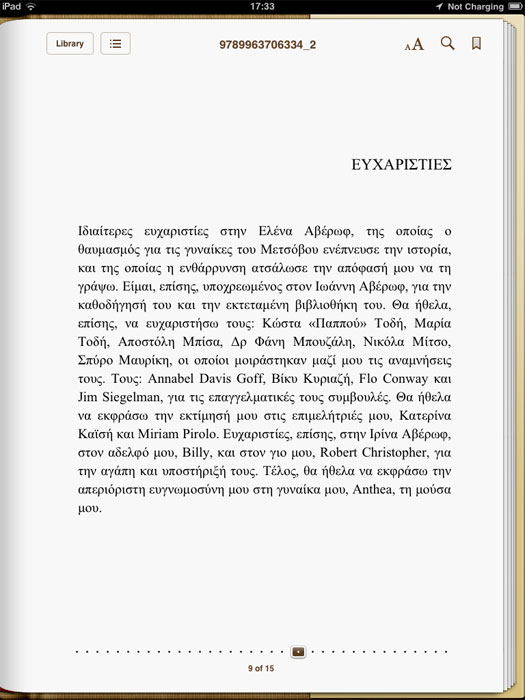 iPad 17:33 Not Charging
Library 9789963706334_2 AA
ΕΥΧΑΡΙΣΤΙΕΣ
Ιδιαίτερες ευχαριστίες στην Ελένα Αβέρωφ, της οποίας ο
θαυμασμός για τις γυναίκες του Μετσόβου ενέπνευσε την ιστορία,
και της οποίας η ενθάρρυνση ατσάλωσε την απόφασή μου να τη
γράψω. Είμαι, επίσης, υποχρεωμένος στον Ιωάννη Αβέρωφ, για την
καθοδήγησή του και την εκτεταμένη βιβλιοθήκη του. Θα ήθελα,
επίσης, να ευχαριστήσω τους: Κώστα «Παππού» Τοδή, Μαρία
Τοδή, Αποστόλη Μπίσα, Δρ Φάνη Μπουζάλη, Νικόλα Μίτσο,
Σπύρο Μαυρίκη, οι οποίοι μοιράστηκαν μαζί μου τις αναμνήσεις
τους. Τους: Annabel Davis Goff, Βίκυ Κυριαζή, Flo Conway και
Jim Siegelman, για τις επαγγελματικές τους συμβουλές. Θα ήθελα
να εκφράσω την εκτίμησή μου στις επιμελήτριές μου, Κατερίνα
Καϊσή και Miriam Pirolo. Ευχαριστίες, επίσης, στην Ιρίνα Αβέρωφ,
στον αδελφό μου, Billy, και στον γιο μου, Robert Christopher, για
την αγάπη και υποστήριξή τους. Τέλος, θα ήθελα να εκφράσω την
απεριόριστη ευγνωμοσύνη μου στη γυναίκα μου, Anthea, τη μούσα
μου.
9 of 15